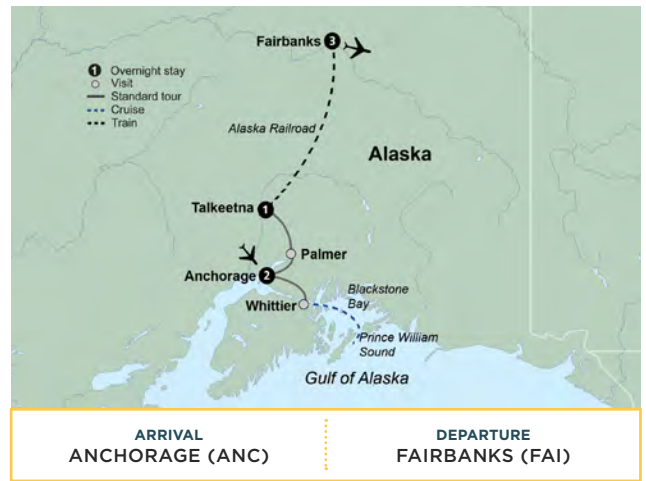 Fairbanks 3
1 Overnight stay
Visit
Standard tour
Cruise
Train
Alaska Railroad
Alaska
Talkeetna 1
Palmer
Anchorage 2
Blackstone
Bay
Whittier
Prince William
Sound
Gulf of Alaska
ARRIVAL
ANCHORAGE (ANC)
DEPARTURE
FAIRBANKS (FAI)